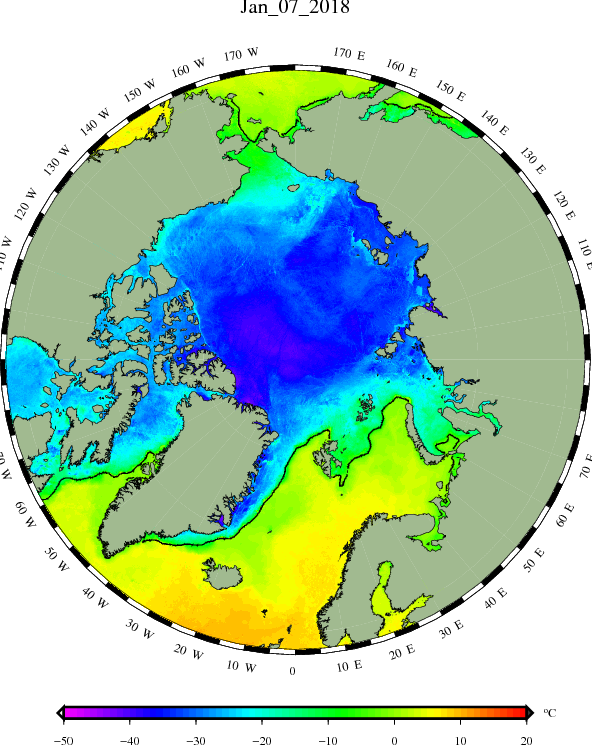 Jan_07_2018
170 W
170 E
160 W
160 E
150 W
150 E
140 W
140 E
130 W
130 E
120 W
120 E
110 E
70 E
60 W
60 E
50 W
50 E
40 W
40 E
30 W
30 E
20 W
20 E
10 W
10 E
0
ºC
−50
−40
−30
−20
−10
0
10
20